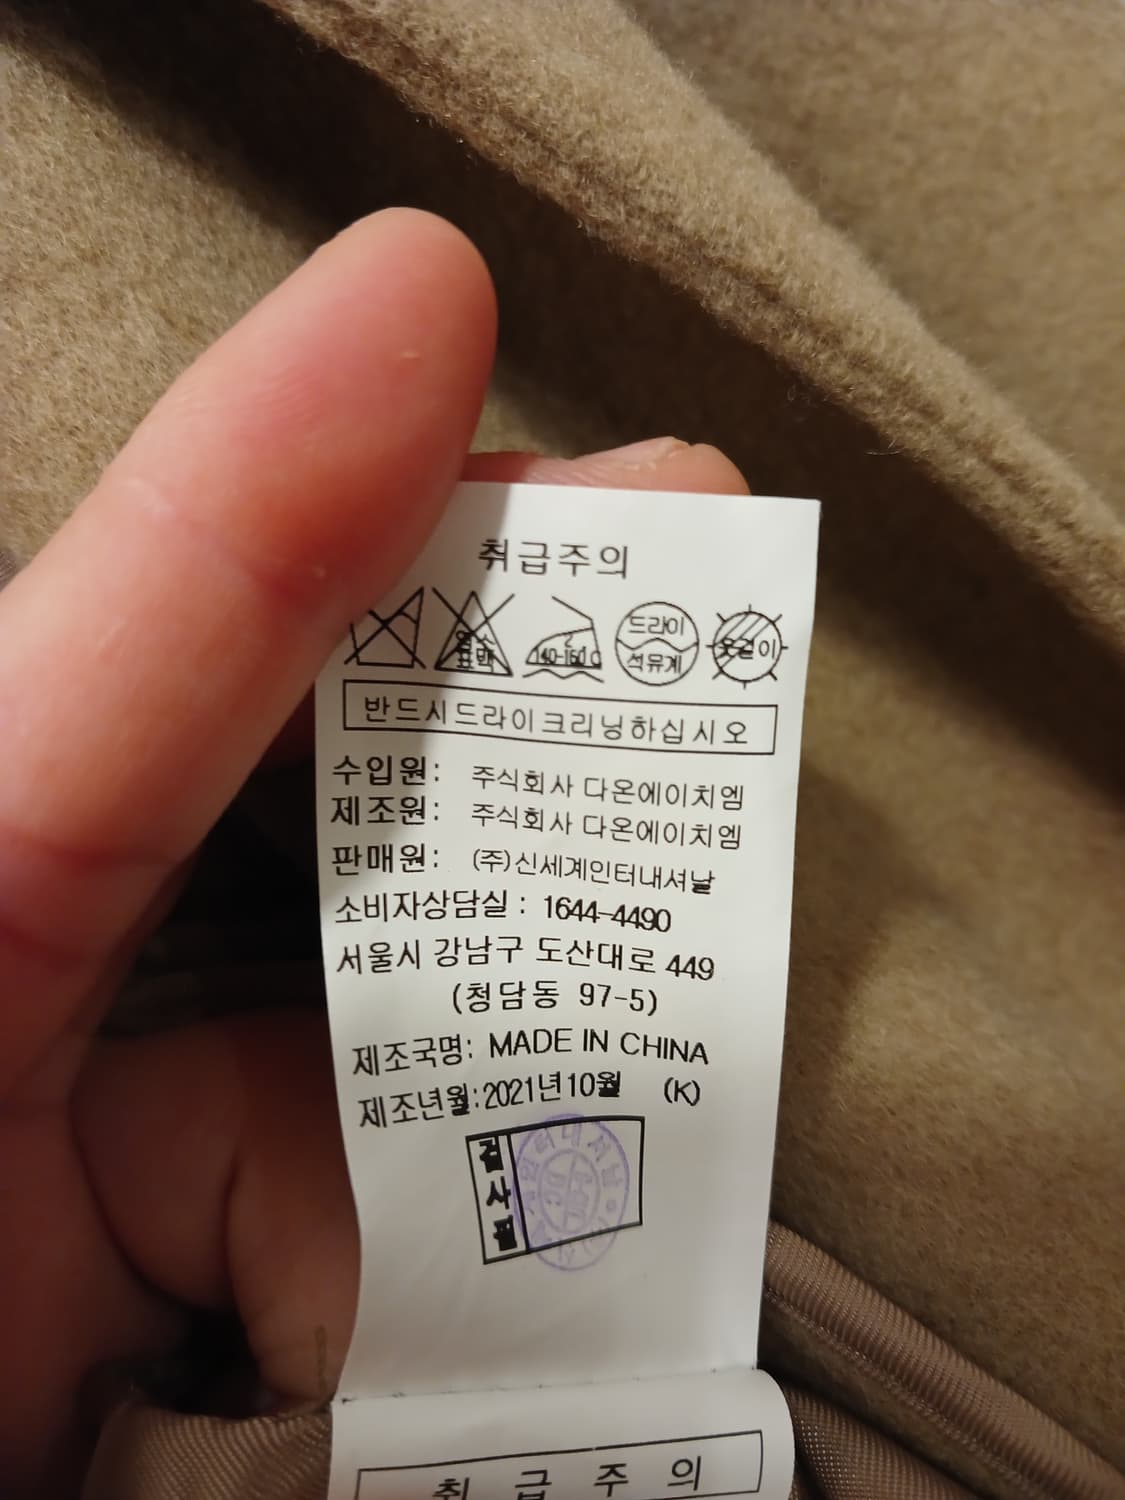 취급주의
염소
표백
140-160℃
드라이
석유계
옷걸이
반드시드라이크리닝하십시오
수입원: 주식회사 다온에이치엠
제조원: 주식회사 다온에이치엠
판매원: (주)신세계인터내셔날
소비자상담실 : 1644-4490
서울시 강남구 도산대로 449
(청담동 97-5)
제조국명: MADE IN CHINA
제조년월:2021년10월 (K)
검사필
취 급 주 의